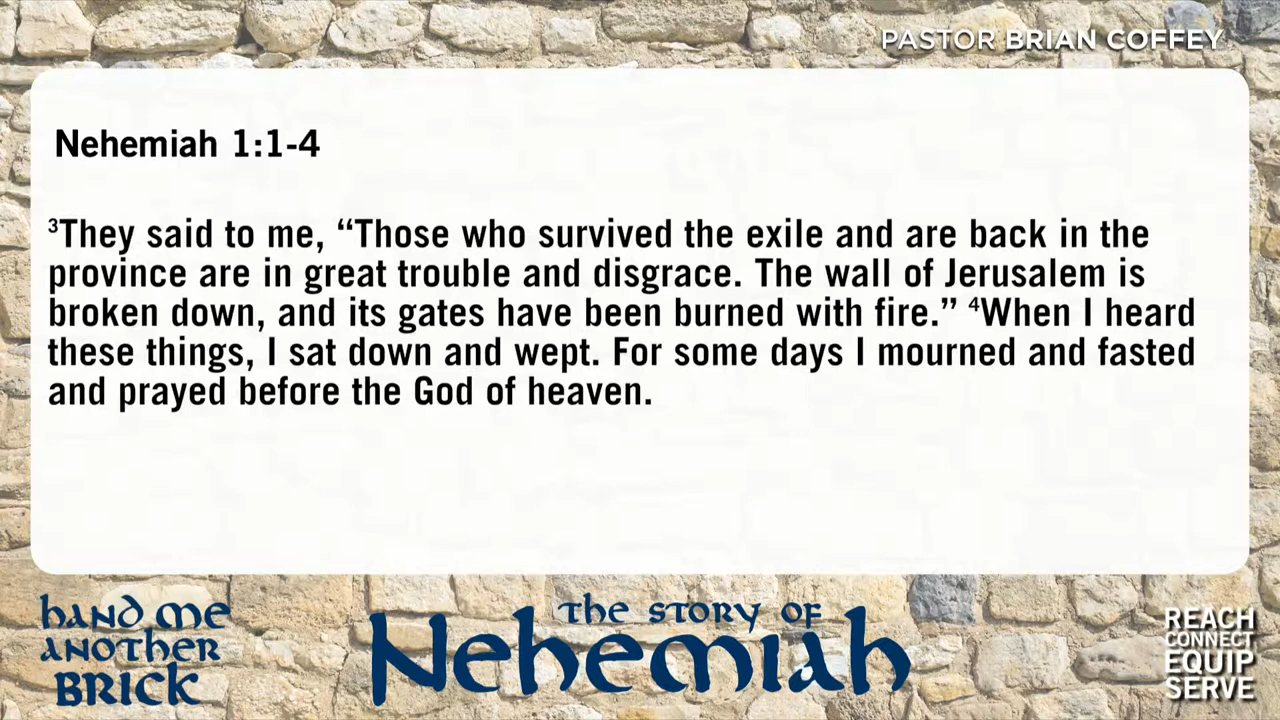 PASTOR BRIAN COFFEY
Nehemiah 1:1-4
³They said to me, “Those who survived the exile and are back in the
province are in great trouble and disgrace. The wall of Jerusalem is
broken down, and its gates have been burned with fire.” ⁴When I heard
these things, I sat down and wept. For some days I mourned and fasted
and prayed before the God of heaven.
hAND ME
ANOTHER
BRICK
THE STORY OF
Nehemiah
REACH
CONNECT
EQUIP
SERVE